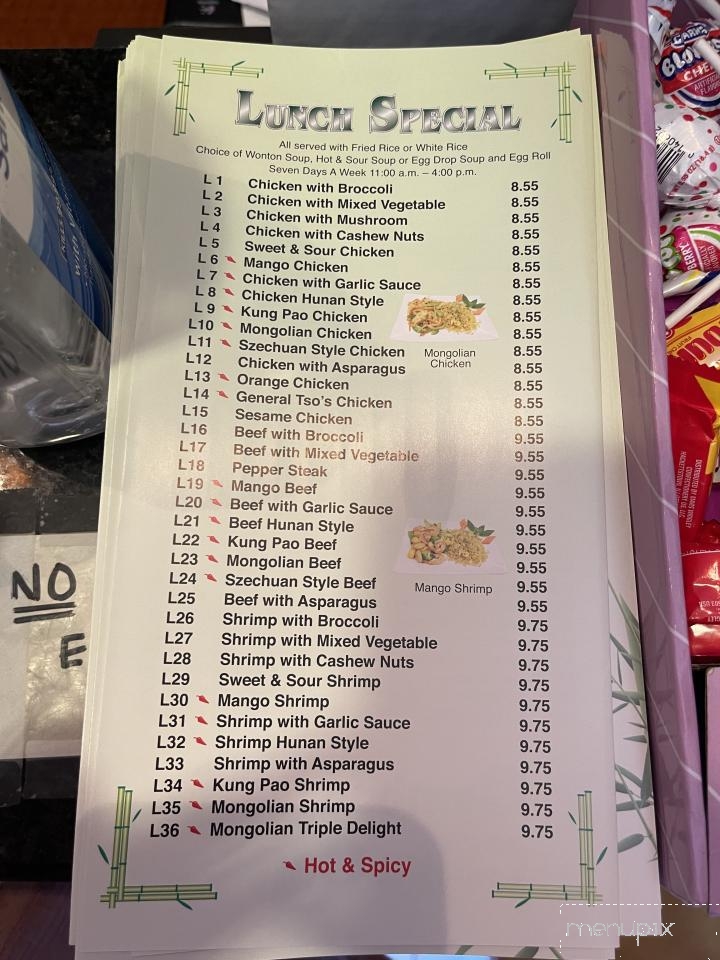 LUNCH SPECIAL
All served with Fried Rice or White Rice
Choice of Wonton Soup, Hot & Sour Soup or Egg Drop Soup and Egg Roll
Seven Days A Week 11:00 a.m. – 4:00 p.m.
L 1 Chicken with Broccoli 8.55
L 2 Chicken with Mixed Vegetable 8.55
L 3 Chicken with Mushroom 8.55
L 4 Chicken with Cashew Nuts 8.55
L 5 Sweet & Sour Chicken 8.55
L 6 Mango Chicken 8.55
L 7 Chicken with Garlic Sauce 8.55
L 8 Chicken Hunan Style 8.55
L 9 Kung Pao Chicken 8.55
L10 Mongolian Chicken 8.55
L11 Szechuan Style Chicken 8.55
L12 Chicken with Asparagus 8.55
L13 Orange Chicken 8.55
L14 General Tso's Chicken 8.55
L15 Sesame Chicken 8.55
L16 Beef with Broccoli 9.55
L17 Beef with Mixed Vegetable 9.55
L18 Pepper Steak 9.55
L19 Mango Beef 9.55
L20 Beef with Garlic Sauce 9.55
L21 Beef Hunan Style 9.55
L22 Kung Pao Beef 9.55
L23 Mongolian Beef 9.55
L24 Szechuan Style Beef 9.55
L25 Beef with Asparagus 9.55
L26 Shrimp with Broccoli 9.75
L27 Shrimp with Mixed Vegetable 9.75
L28 Shrimp with Cashew Nuts 9.75
L29 Sweet & Sour Shrimp 9.75
L30 Mango Shrimp 9.75
L31 Shrimp with Garlic Sauce 9.75
L32 Shrimp Hunan Style 9.75
L33 Shrimp with Asparagus 9.75
L34 Kung Pao Shrimp 9.75
L35 Mongolian Shrimp 9.75
L36 Mongolian Triple Delight 9.75
Hot & Spicy
Mongolian
Chicken
Mango Shrimp
NO
E
menupix